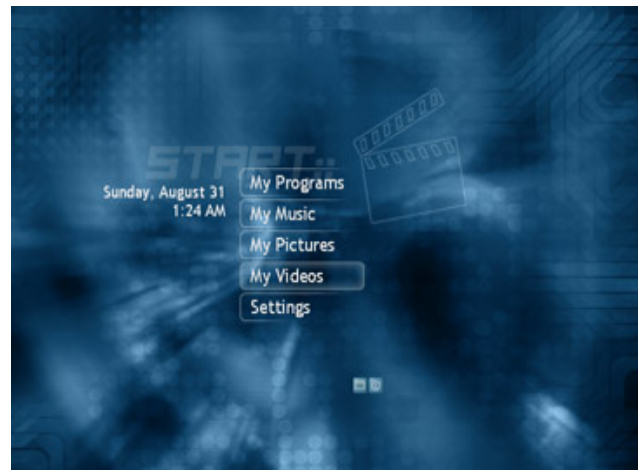 START..
Sunday, August 31
1:24 AM
My Programs
My Music
My Pictures
My Videos
Settings